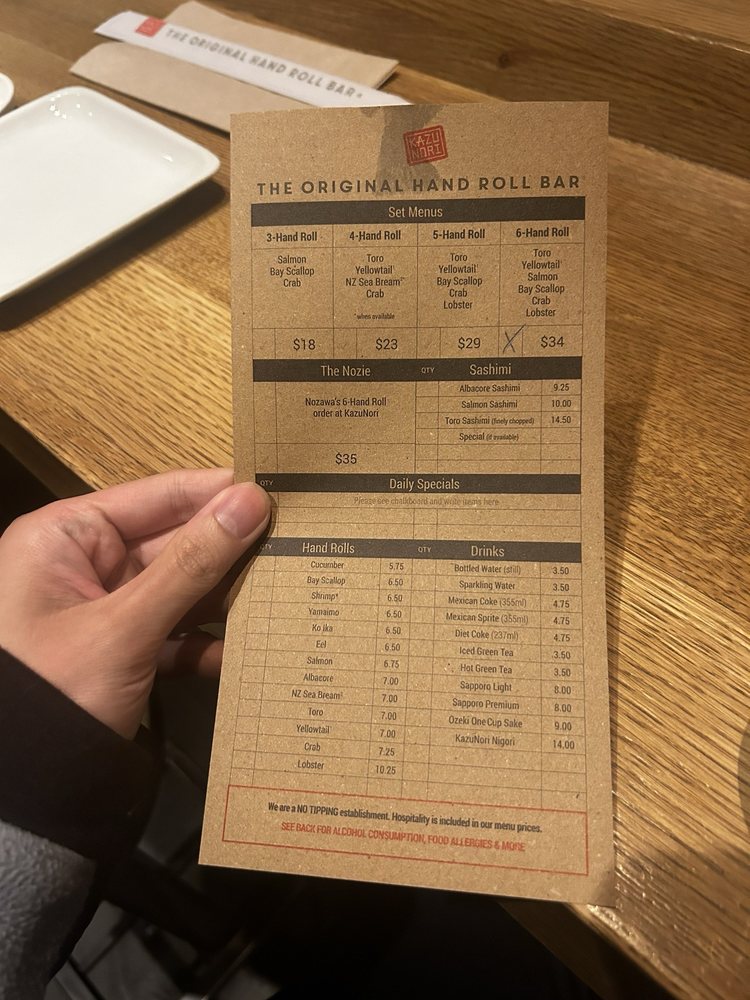 THE ORIGINAL HAND ROLL BAR
KAZU
NORI
THE ORIGINAL HAND ROLL BAR
Set Menus
3-Hand Roll 4-Hand Roll 5-Hand Roll 6-Hand Roll
Salmon
Bay Scallop
Crab
$18
Toro
Yellowtail
NZ Sea Bream*
Crab
*when available
$23
Toro
Yellowtail
Bay Scallop
Crab
Lobster
$29
Toro
Yellowtail
Salmon
Bay Scallop
Crab
Lobster
X $34
The Nozie
Nozawa's 6-Hand Roll
order at KazuNori
$35
QTY Sashimi
Albacore Sashimi 9.25
Salmon Sashimi 10.00
Toro Sashimi (finely chopped) 14.50
Special (if available)
QTY Daily Specials
Please see chalkboard and write items here
QTY Hand Rolls
Cucumber 5.75
Bay Scallop 6.50
Shrimp* 6.50
Yamaimo 6.50
Ko Ika 6.50
Eel 6.50
Salmon 6.75
Albacore 7.00
NZ Sea Bream 7.00
Toro 7.00
Yellowtail 7.00
Crab 7.25
Lobster 10.25
QTY Drinks
Bottled Water (still) 3.50
Sparkling Water 3.50
Mexican Coke (355ml) 4.75
Mexican Sprite (355ml) 4.75
Diet Coke (237ml) 4.75
Iced Green Tea 3.50
Hot Green Tea 3.50
Sapporo Light 8.00
Sapporo Premium 8.00
Ozeki One Cup Sake 9.00
KazuNori Nigori 14.00
We are a NO TIPPING establishment. Hospitality is included in our menu prices.
SEE BACK FOR ALCOHOL CONSUMPTION, FOOD ALLERGIES & MORE